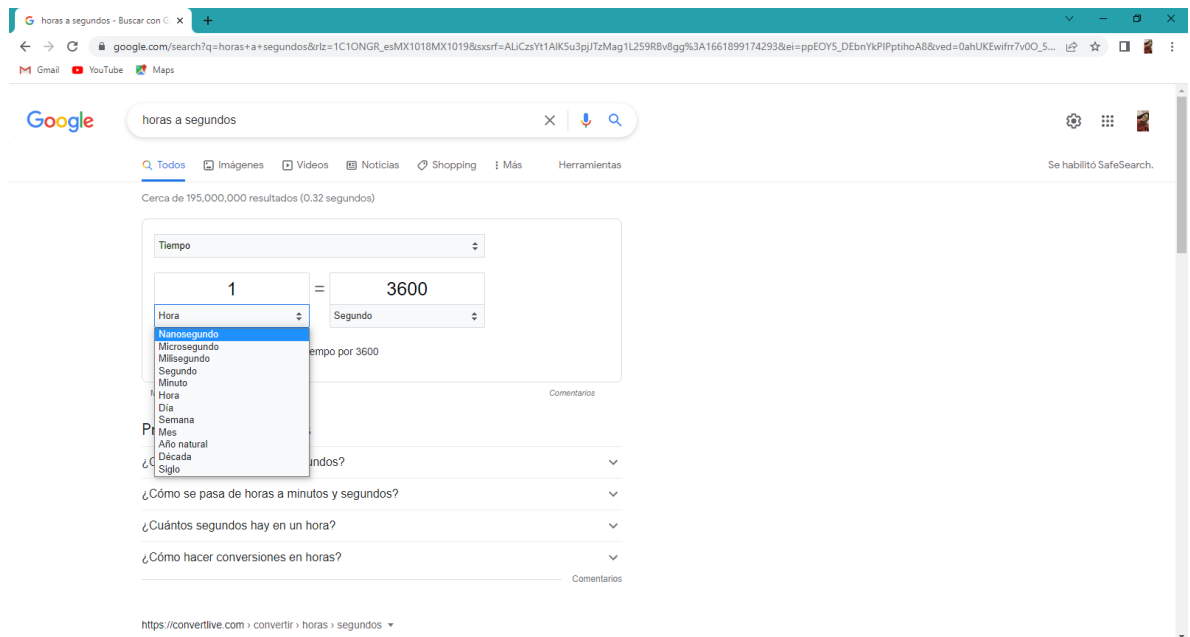 horas a segundos - Buscar con G
google.com/search?q=horas+a+segundos&rlz=1C1ONGR_esMX1018MX1019&sxsrf=ALiCzsYt1AIK5u3pjJTzMag1L259RBv8gg%3A1661899174293&ei=ppEOY5_DEbnYkPIPptihoA8&ved=0ahUKEwifrr7v0O_5...
Gmail YouTube Maps
Google
horas a segundos
Todos Imágenes Videos Noticias Shopping Más Herramientas
Se habilitó SafeSearch.
Cerca de 195,000,000 resultados (0.32 segundos)
Tiempo
1 = 3600
Hora Segundo
Nanosegundo
Microsegundo
Milisegundo
empo por 3600
Segundo
Minuto
Hora
Comentarios
Día
Semana
Mes
Año natural
Década
undos?
Siglo
¿Cómo se pasa de horas a minutos y segundos?
¿Cuántos segundos hay en un hora?
¿Cómo hacer conversiones en horas?
Comentarios
https://convertlive.com › convertir › horas › segundos